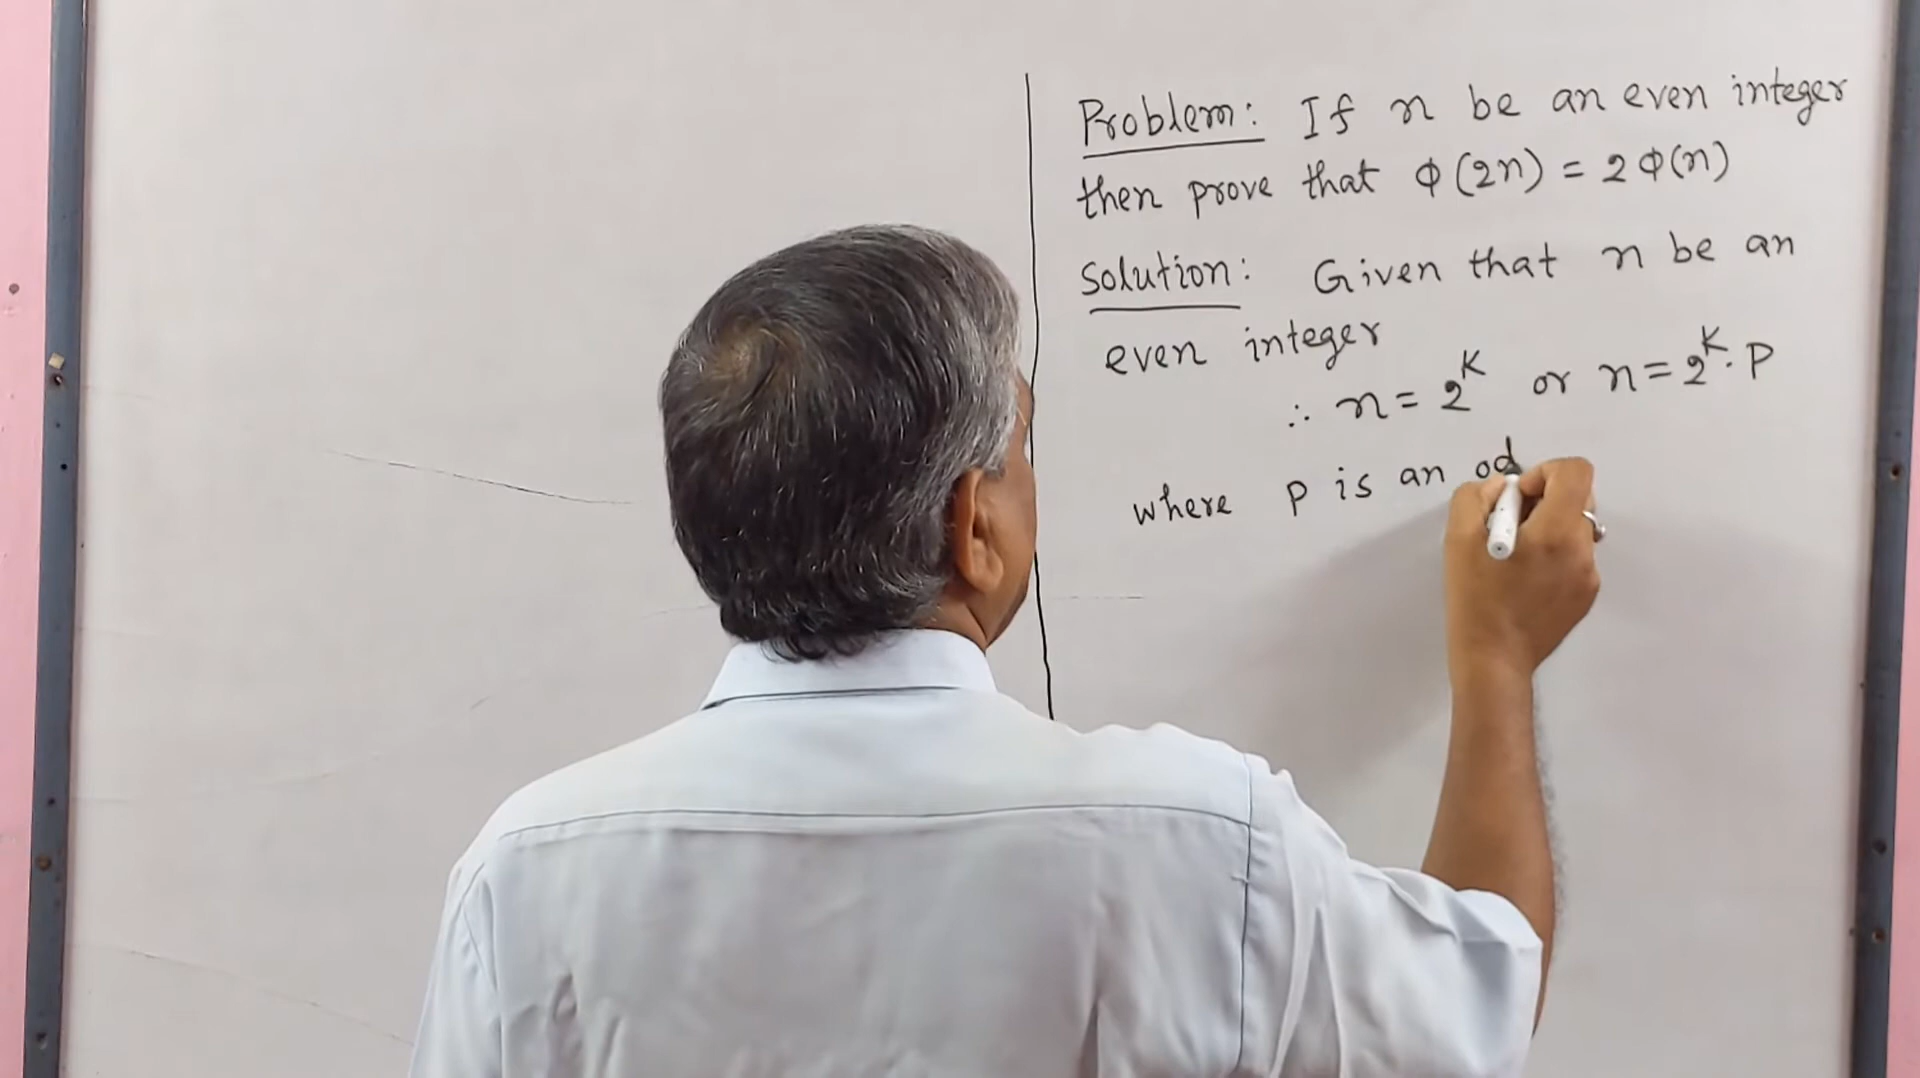 Problem: If n be an even integer
then prove that Φ(2n) = 2Φ(n)
Solution: Given that n be an
even integer
∴ n = 2^K or n = 2^K · P
where P is an od